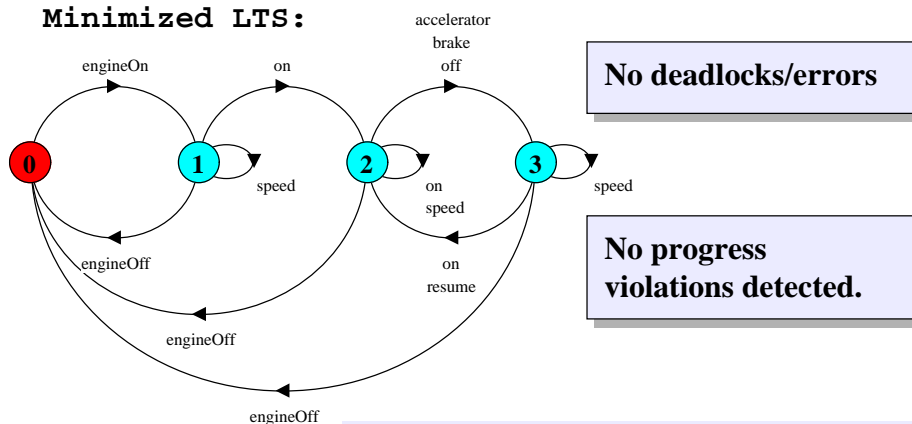 Minimized LTS:
accelerator
brake
off
engineOn
on
No deadlocks/errors
0
1
2
3
speed
on
speed
speed
engineOff
on
resume
No progress
violations detected.
engineOff
engineOff